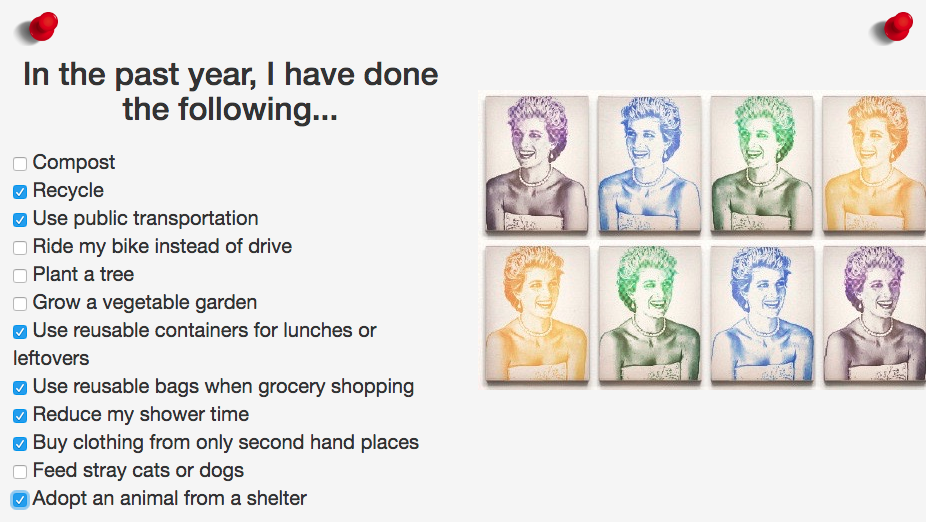 In the past year, I have done
the following...
Compost
Recycle
Use public transportation
Ride my bike instead of drive
Plant a tree
Grow a vegetable garden
Use reusable containers for lunches or
leftovers
Use reusable bags when grocery shopping
Reduce my shower time
Buy clothing from only second hand places
Feed stray cats or dogs
Adopt an animal from a shelter